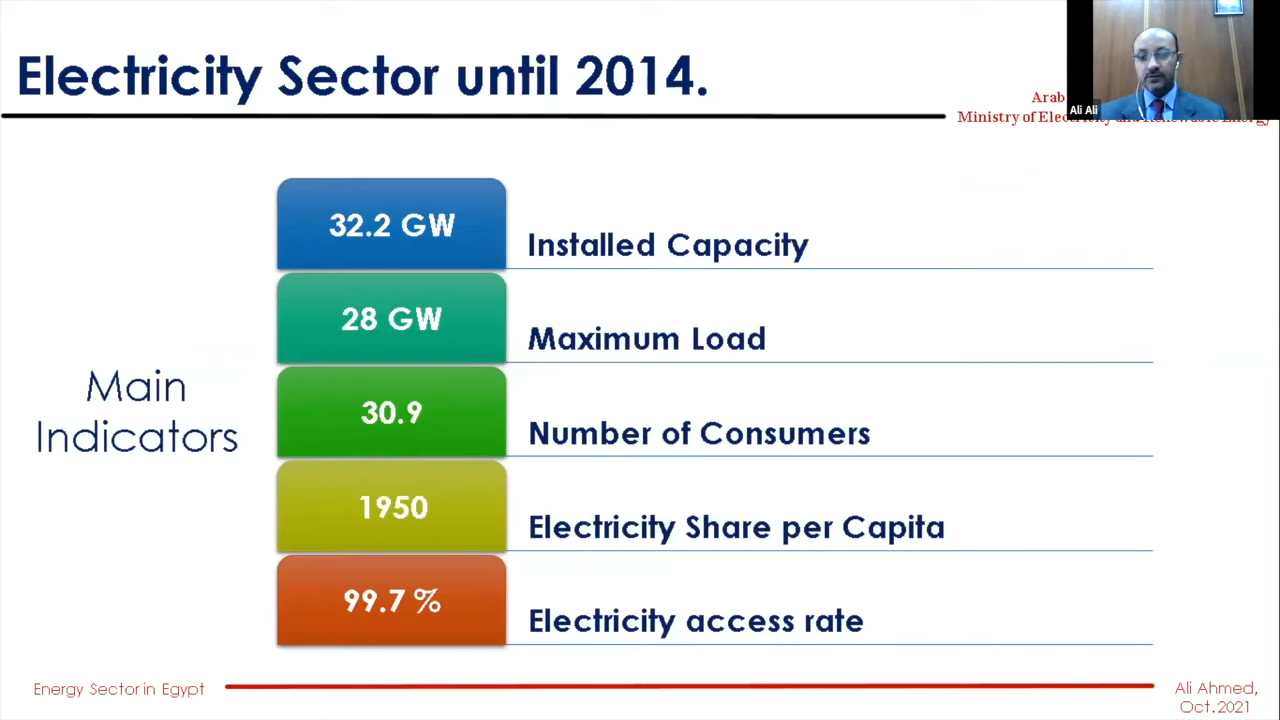 Electricity Sector until 2014.
Arab
Ministry of Electricity and Renewable Energy
Ali Ali
32.2 GW
Installed Capacity
28 GW
Maximum Load
Main
Indicators
30.9
Number of Consumers
1950
Electricity Share per Capita
99.7 %
Electricity access rate
Energy Sector in Egypt
Ali Ahmed,
Oct.2021